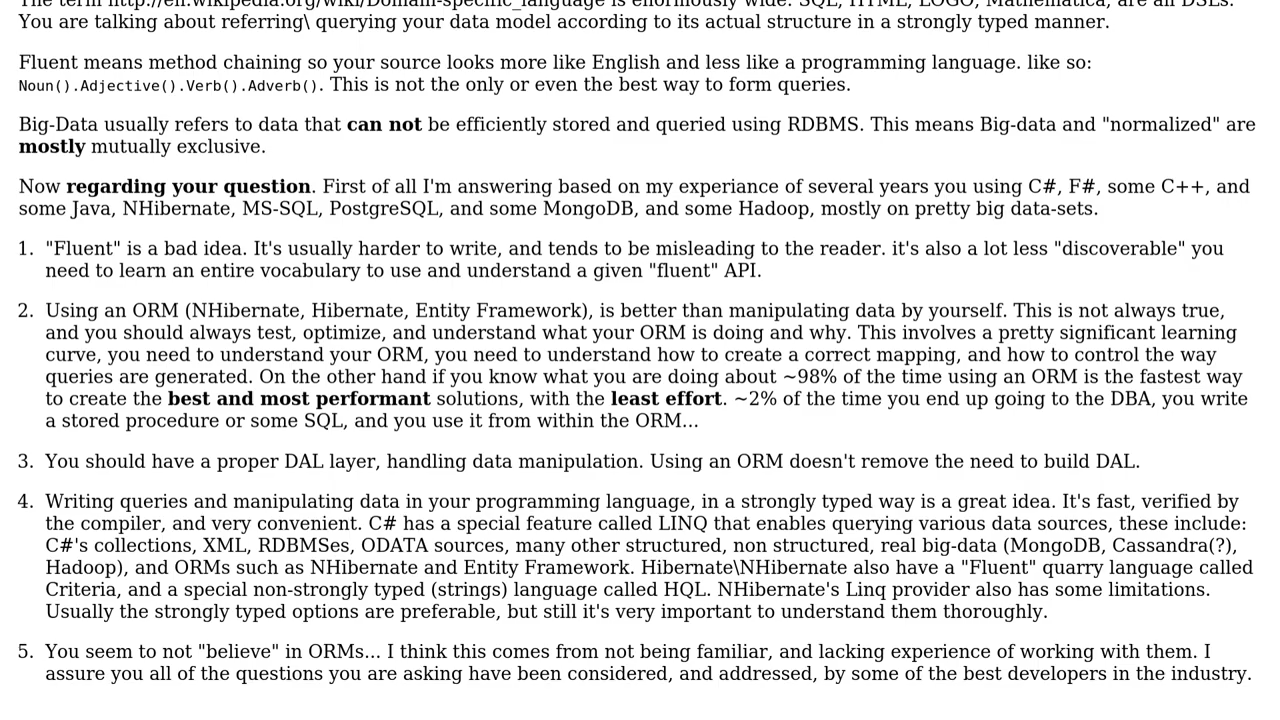 The term http://en.wikipedia.org/wiki/Domain-specific_language is enormously wide. SQL, HTML, LOGO, Mathematica, are all DSLs.
You are talking about referring\ querying your data model according to its actual structure in a strongly typed manner.
Fluent means method chaining so your source looks more like English and less like a programming language. like so:
Noun().Adjective().Verb().Adverb(). This is not the only or even the best way to form queries.
Big-Data usually refers to data that can not be efficiently stored and queried using RDBMS. This means Big-data and "normalized" are
mostly mutually exclusive.
Now regarding your question. First of all I'm answering based on my experiance of several years you using C#, F#, some C++, and
some Java, NHibernate, MS-SQL, PostgreSQL, and some MongoDB, and some Hadoop, mostly on pretty big data-sets.
1. "Fluent" is a bad idea. It's usually harder to write, and tends to be misleading to the reader. it's also a lot less "discoverable" you
need to learn an entire vocabulary to use and understand a given "fluent" API.
2. Using an ORM (NHibernate, Hibernate, Entity Framework), is better than manipulating data by yourself. This is not always true,
and you should always test, optimize, and understand what your ORM is doing and why. This involves a pretty significant learning
curve, you need to understand your ORM, you need to understand how to create a correct mapping, and how to control the way
queries are generated. On the other hand if you know what you are doing about ~98% of the time using an ORM is the fastest way
to create the best and most performant solutions, with the least effort. ~2% of the time you end up going to the DBA, you write
a stored procedure or some SQL, and you use it from within the ORM...
3. You should have a proper DAL layer, handling data manipulation. Using an ORM doesn't remove the need to build DAL.
4. Writing queries and manipulating data in your programming language, in a strongly typed way is a great idea. It's fast, verified by
the compiler, and very convenient. C# has a special feature called LINQ that enables querying various data sources, these include:
C#'s collections, XML, RDBMSes, ODATA sources, many other structured, non structured, real big-data (MongoDB, Cassandra(?),
Hadoop), and ORMs such as NHibernate and Entity Framework. Hibernate\NHibernate also have a "Fluent" quarry language called
Criteria, and a special non-strongly typed (strings) language called HQL. NHibernate's Linq provider also has some limitations.
Usually the strongly typed options are preferable, but still it's very important to understand them thoroughly.
5. You seem to not "believe" in ORMs... I think this comes from not being familiar, and lacking experience of working with them. I
assure you all of the questions you are asking have been considered, and addressed, by some of the best developers in the industry.